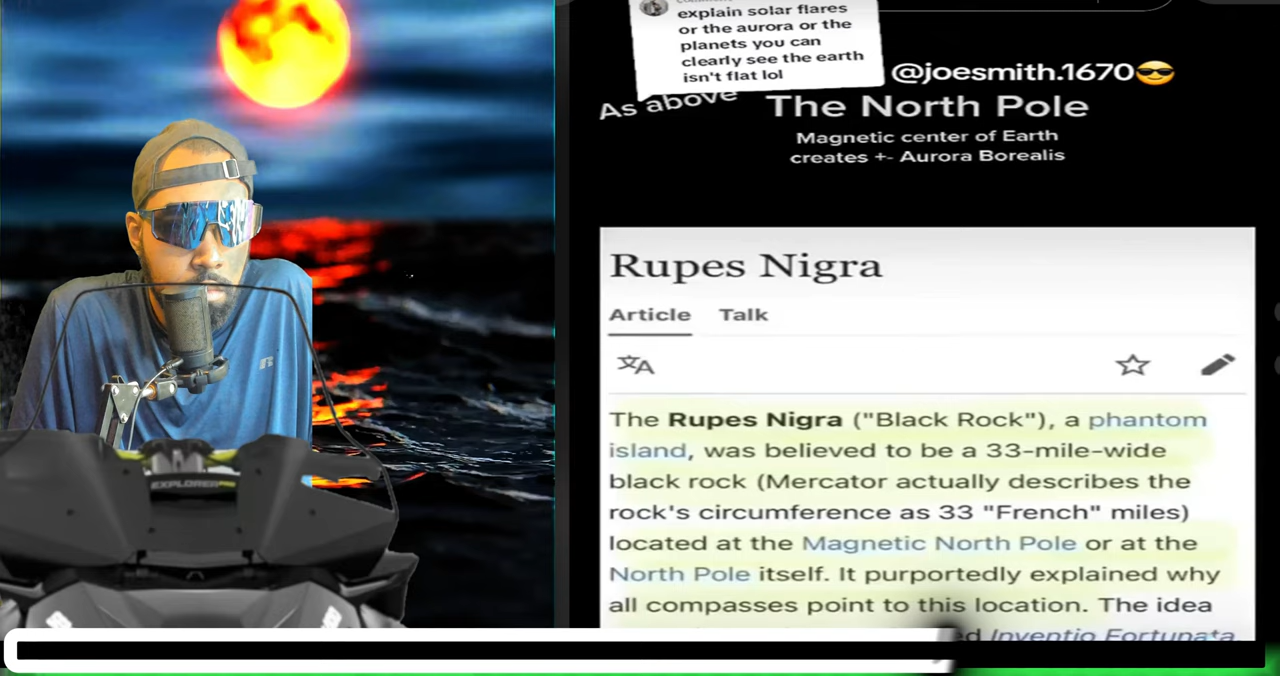 explain solar flares
or the aurora or the
planets you can
clearly see the earth
isn't flat lol
@joesmith.1670😎
As above
The North Pole
Magnetic center of Earth
creates +- Aurora Borealis
Rupes Nigra
Article Talk
The Rupes Nigra ("Black Rock"), a phantom
island, was believed to be a 33-mile-wide
black rock (Mercator actually describes the
rock's circumference as 33 "French" miles)
located at the Magnetic North Pole or at the
North Pole itself. It purportedly explained why
all compasses point to this location. The idea
ed Inventio Fortunata
EXPLORER